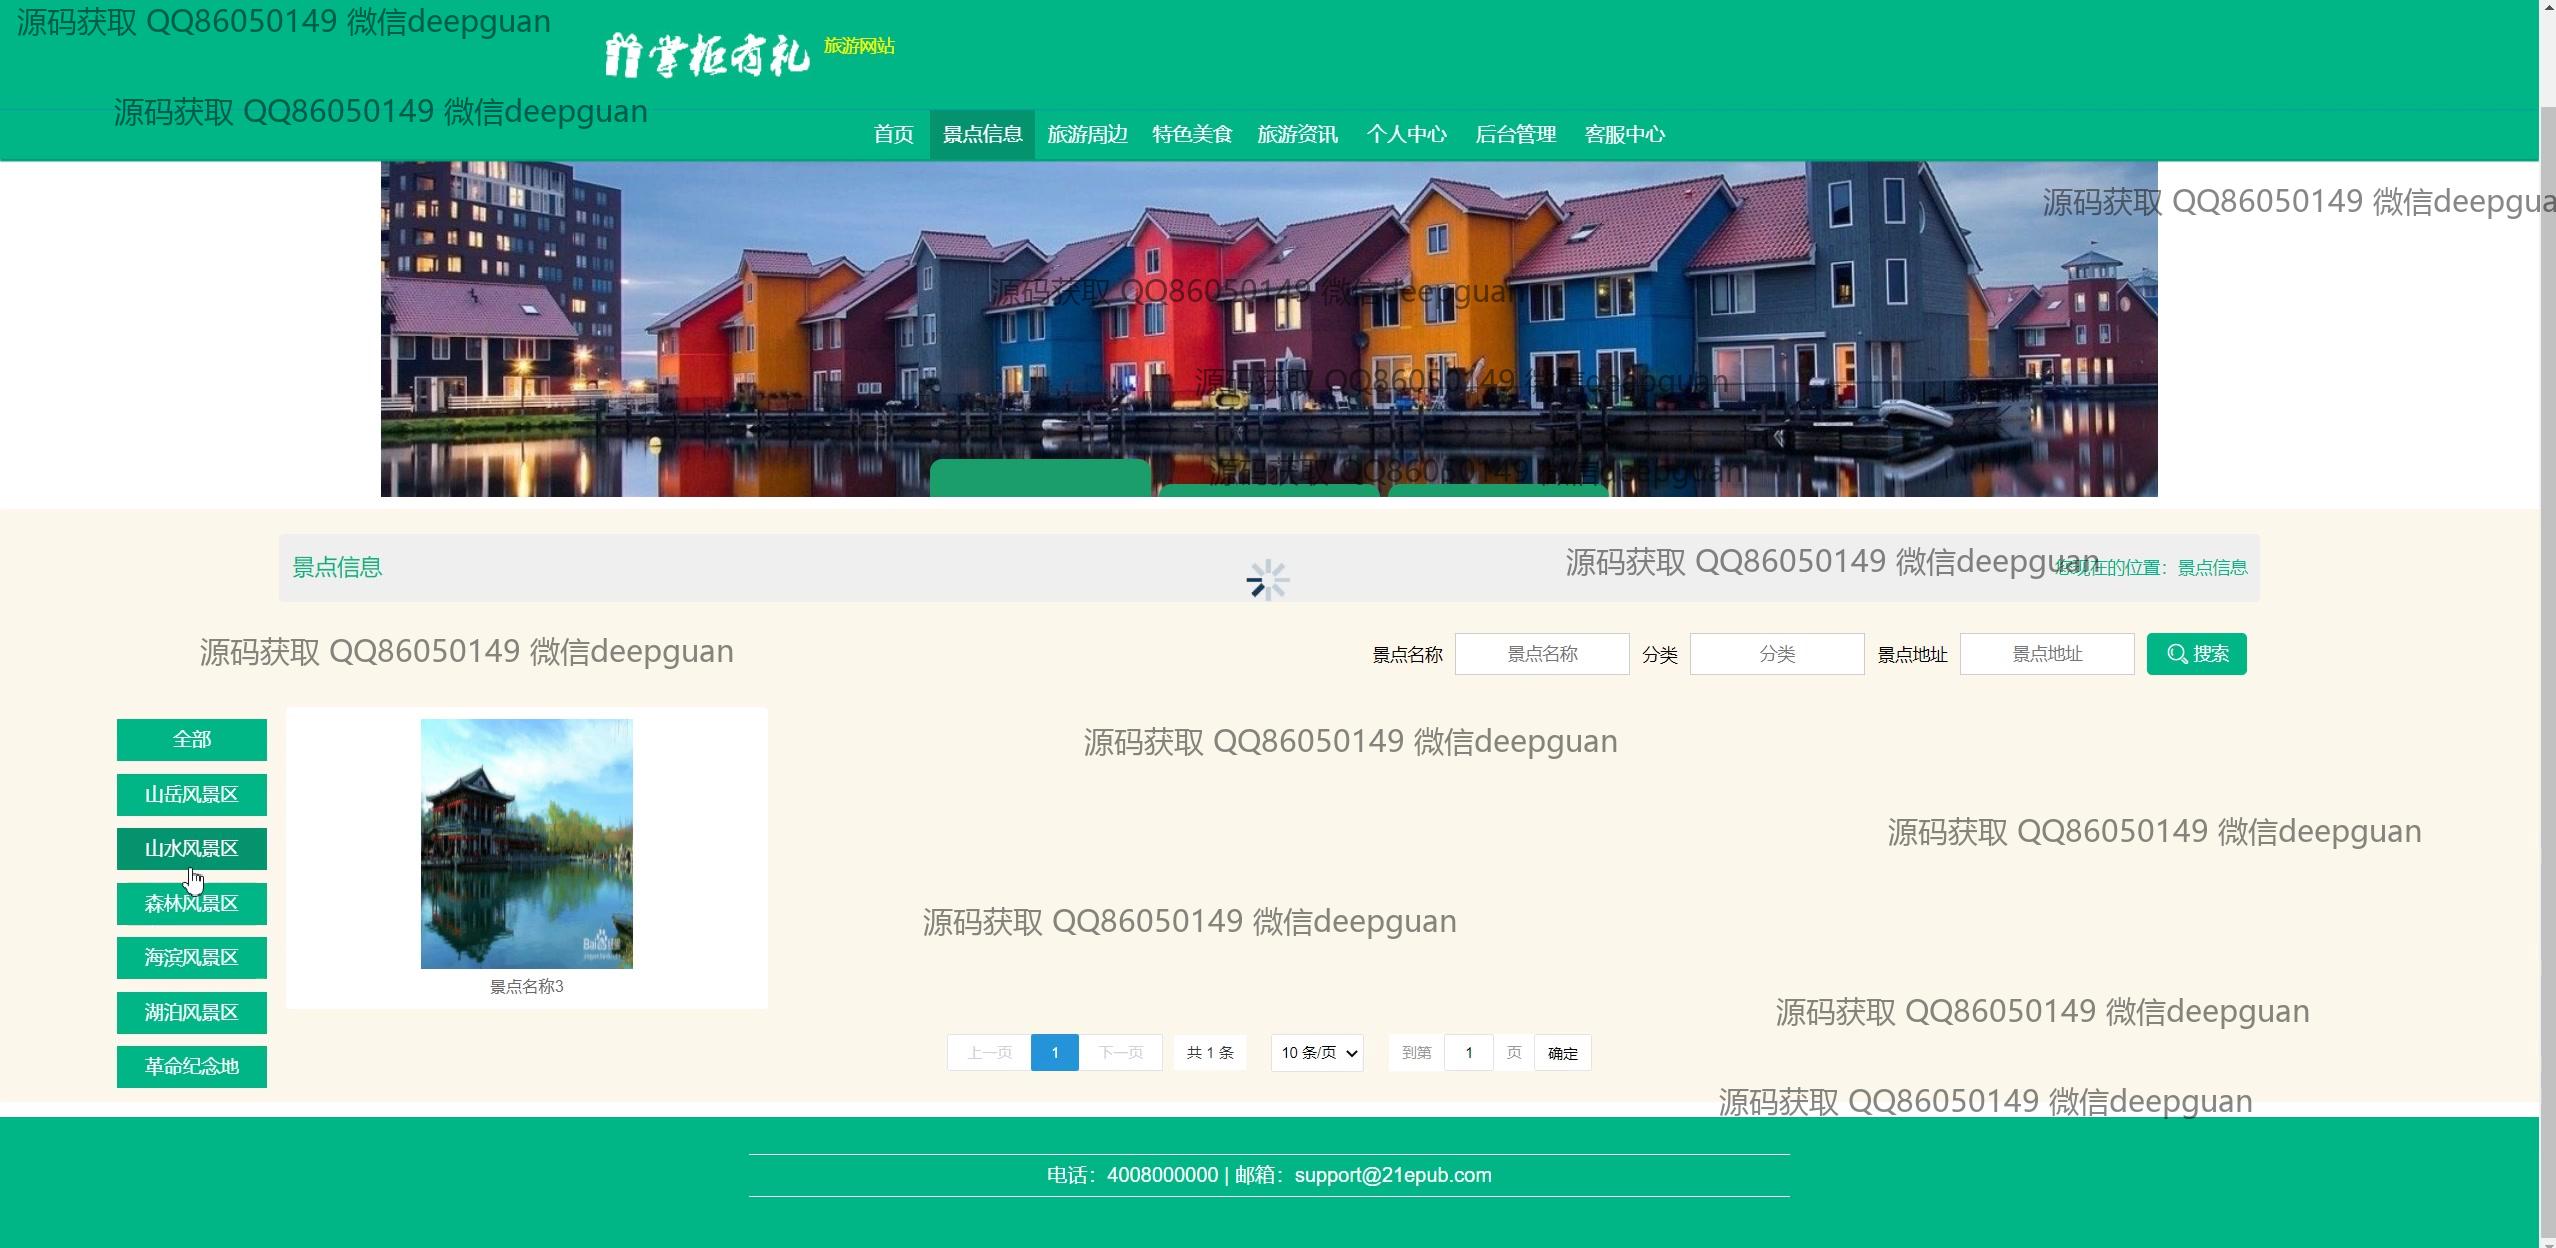 源码获取 QQ86050149 微信deepguan
掌柜有礼 旅游网站
源码获取 QQ86050149 微信deepguan
首页 景点信息 旅游周边 特色美食 旅游资讯 个人中心 后台管理 客服中心
源码获取 QQ86050149 微信deepgua
源码获取 QQ86050149 微信deepguan
源码获取 QQ86050149 微信deepguan
源码获取 QQ86050149 微信deepguan
景点信息
源码获取 QQ86050149 微信deepguan
您现在的位置：景点信息
源码获取 QQ86050149 微信deepguan
景点名称 景点名称 分类 分类 景点地址 景点地址 搜索
全部
山岳风景区
山水风景区
森林风景区
海滨风景区
湖泊风景区
革命纪念地
源码获取 QQ86050149 微信deepguan
源码获取 QQ86050149 微信deepguan
源码获取 QQ86050149 微信deepguan
景点名称3
源码获取 QQ86050149 微信deepguan
上一页 1 下一页 共 1 条 10 条/页 到第 1 页 确定
源码获取 QQ86050149 微信deepguan
电话：4008000000 | 邮箱：support@21epub.com